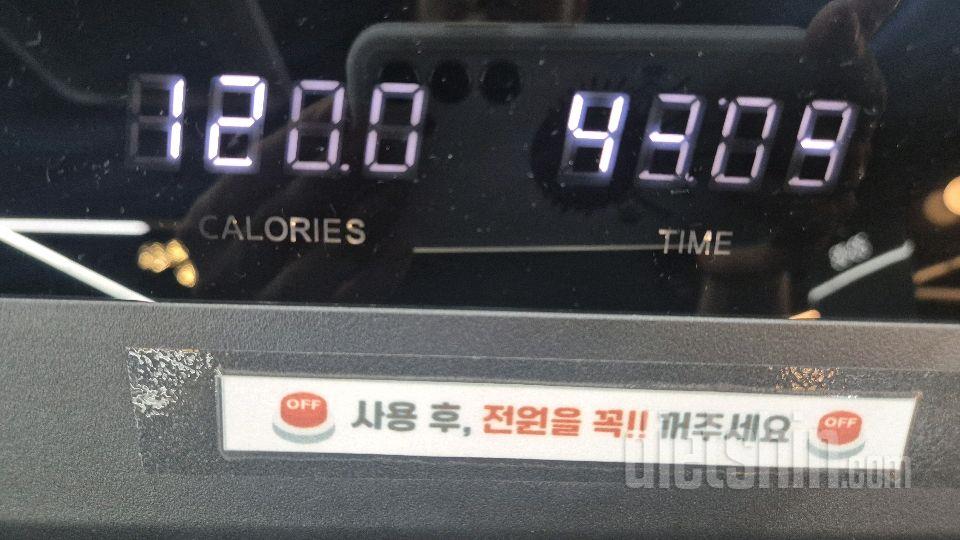 120.0 43:09
CALORIES TIME
OFF 사용 후, 전원을 꼭!! 꺼주세요 OFF
dietshin.com